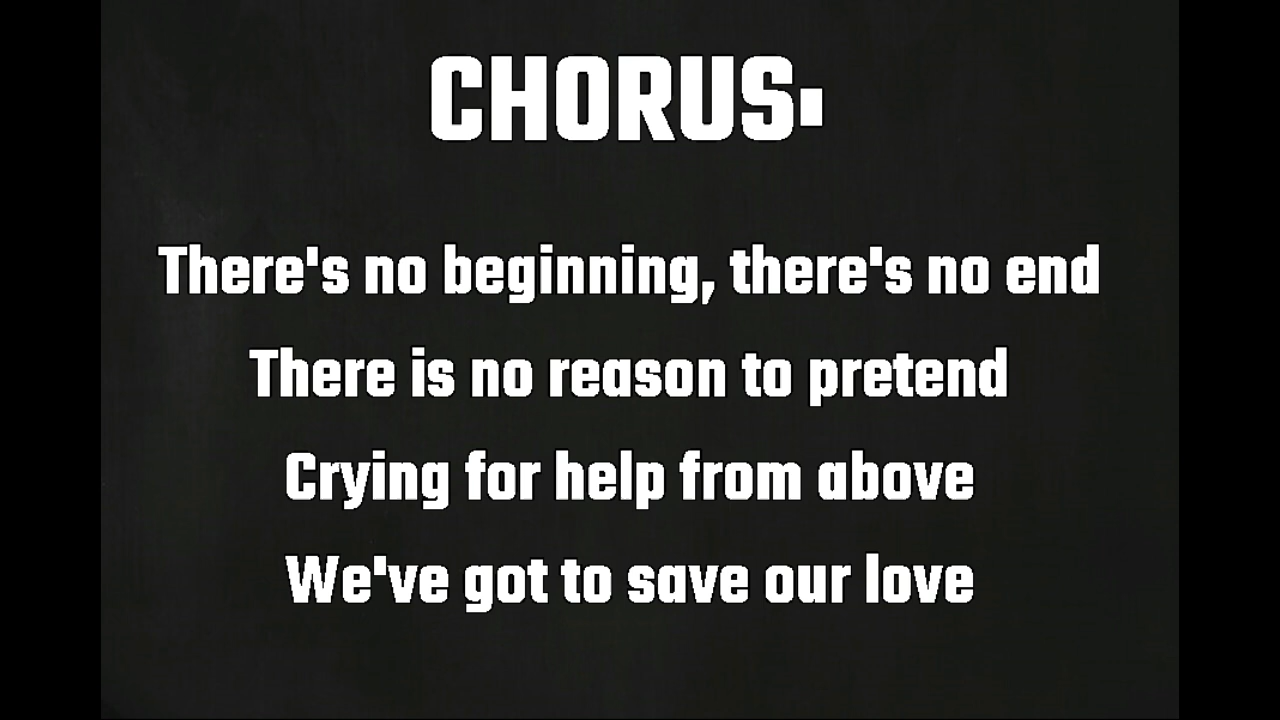 CHORUS:
There's no beginning, there's no end
There is no reason to pretend
Crying for help from above
We've got to save our love